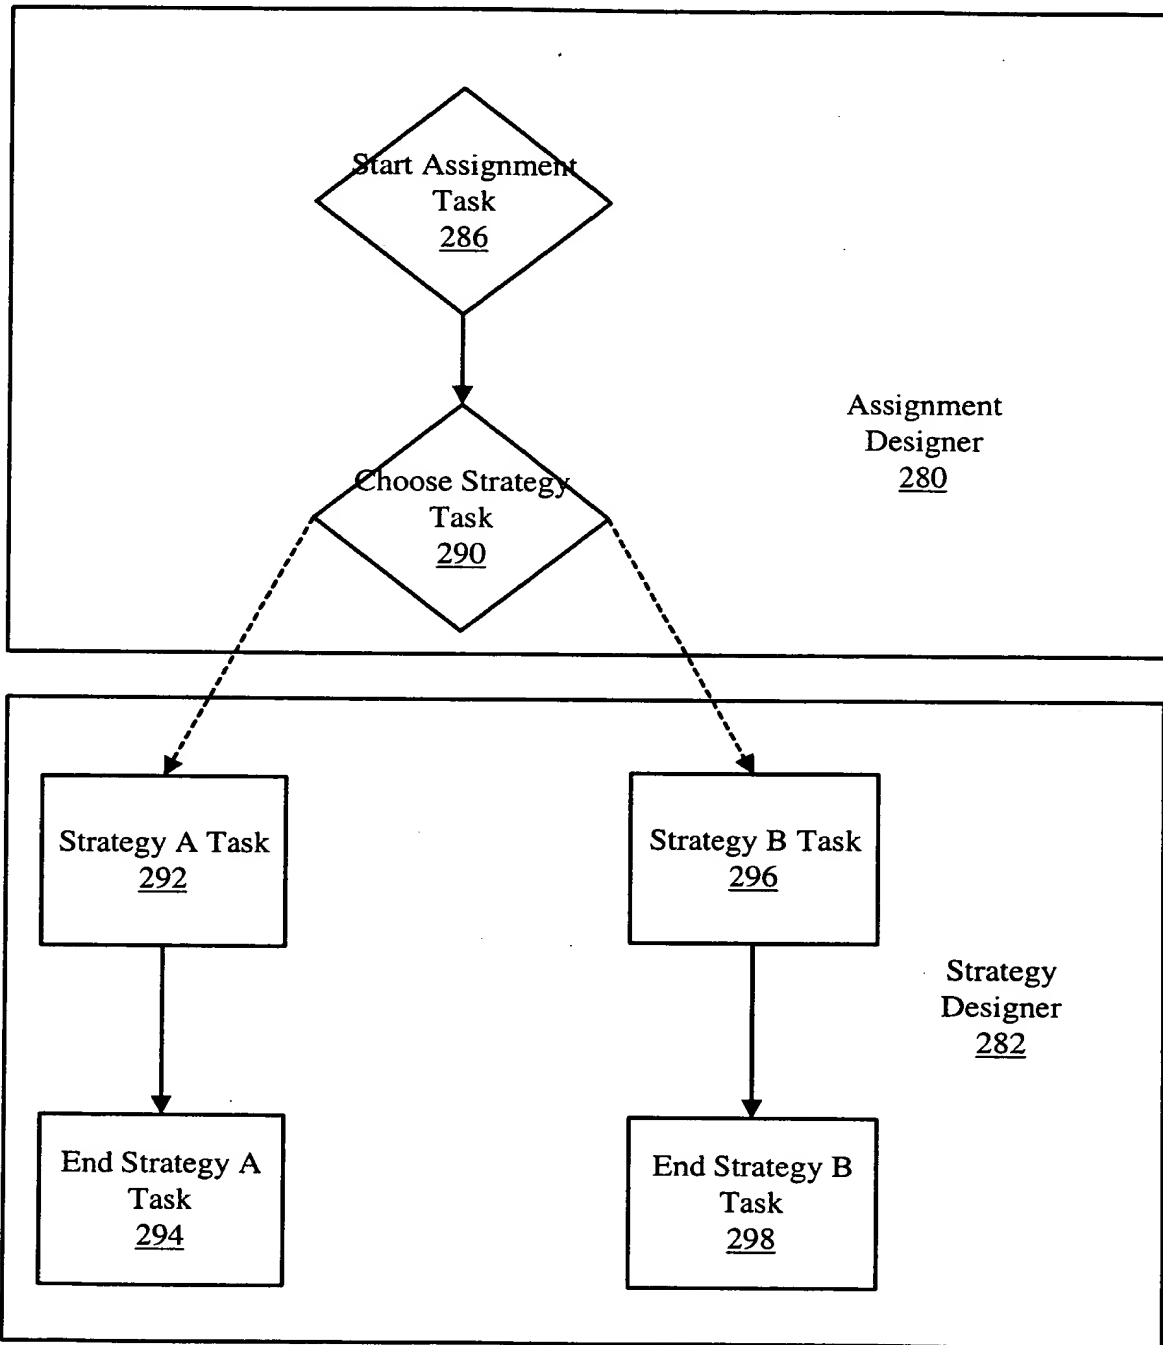 Start Assignment
Task
286
Choose Strategy
Task
290
Assignment
Designer
280
Strategy A Task
292
Strategy B Task
296
Strategy
Designer
282
End Strategy A
Task
294
End Strategy B
Task
298